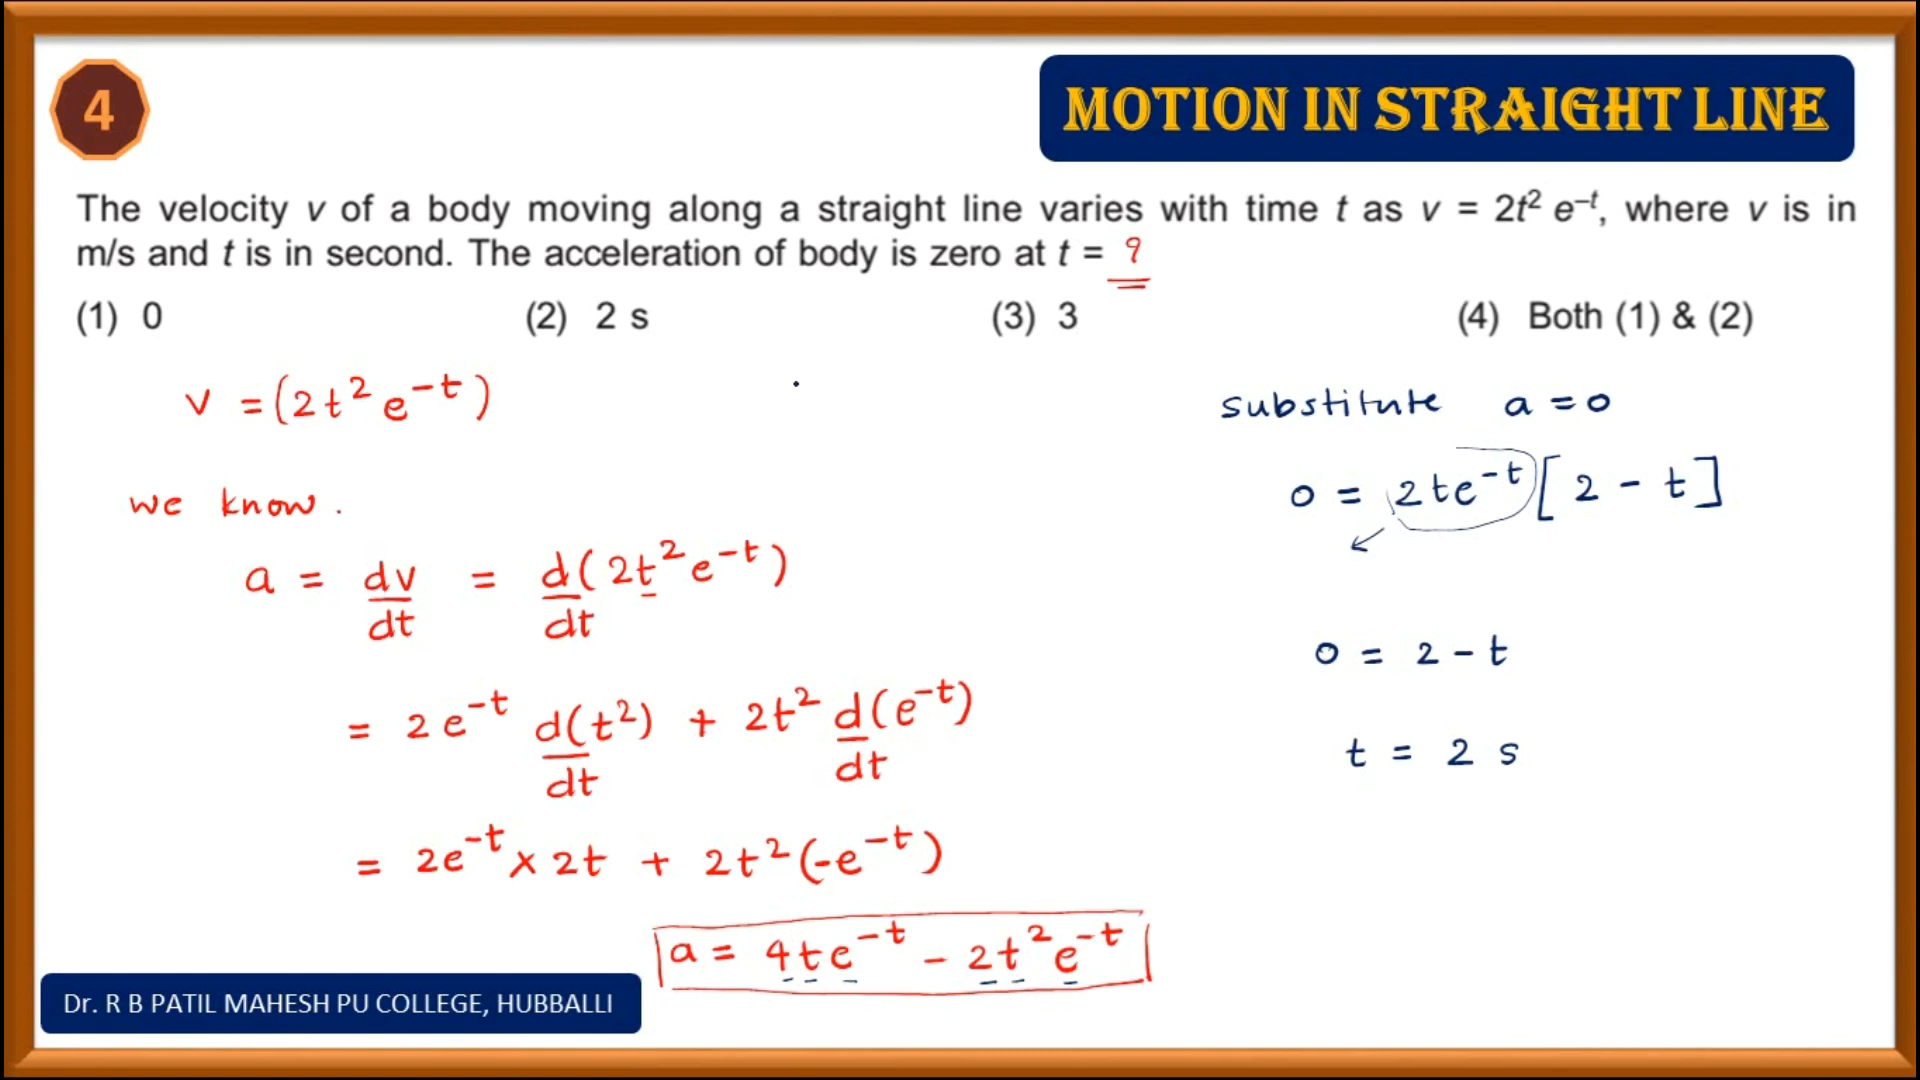 4
MOTION IN STRAIGHT LINE
The velocity v of a body moving along a straight line varies with time t as v = 2t² e⁻ᵗ, where v is in
m/s and t is in second. The acceleration of body is zero at t = ?
(1) 0 (2) 2 s (3) 3 (4) Both (1) & (2)
v = (2t² e⁻ᵗ)
we know.
a = dv/dt = d/dt (2t² e⁻ᵗ)
= 2e⁻ᵗ d(t²)/dt + 2t² d(e⁻ᵗ)/dt
= 2e⁻ᵗ × 2t + 2t² (-e⁻ᵗ)
a = 4te⁻ᵗ - 2t² e⁻ᵗ
substitute a = 0
0 = 2te⁻ᵗ [2 - t]
0 = 2 - t
t = 2 s
Dr. R B PATIL MAHESH PU COLLEGE, HUBBALLI